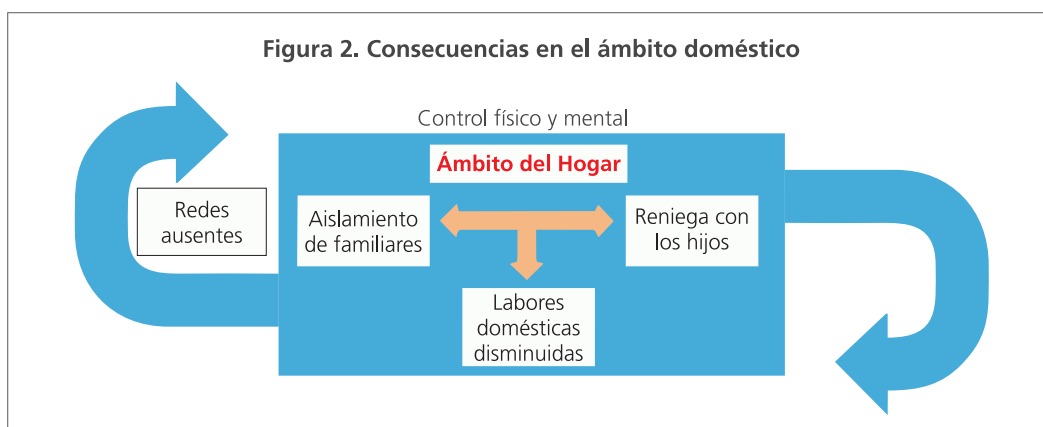 Figura 2. Consecuencias en el ámbito doméstico
Control físico y mental
Ámbito del Hogar
Redes
ausentes
Aislamiento
de familiares
Reniega con
los hijos
Labores
domésticas
disminuidas